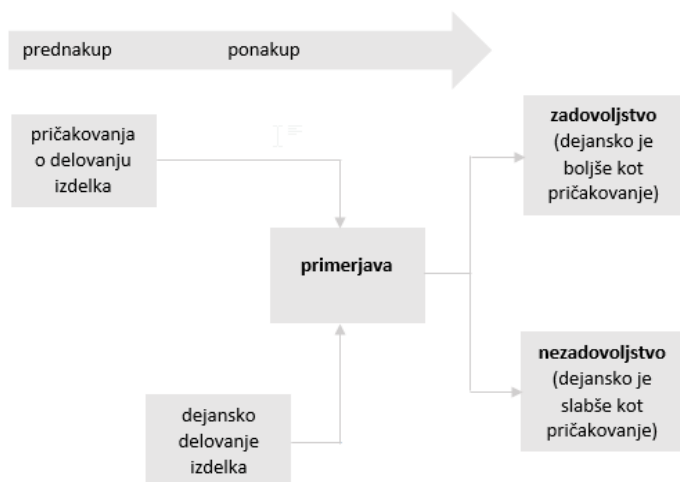 prednakup ponakup
pričakovanja
o delovanju
izdelka
zadovoljstvo
(dejansko je
boljše kot
pričakovanje)
primerjava
nezadovoljstvo
(dejansko je
slabše kot
pričakovanje)
dejansko
delovanje
izdelka